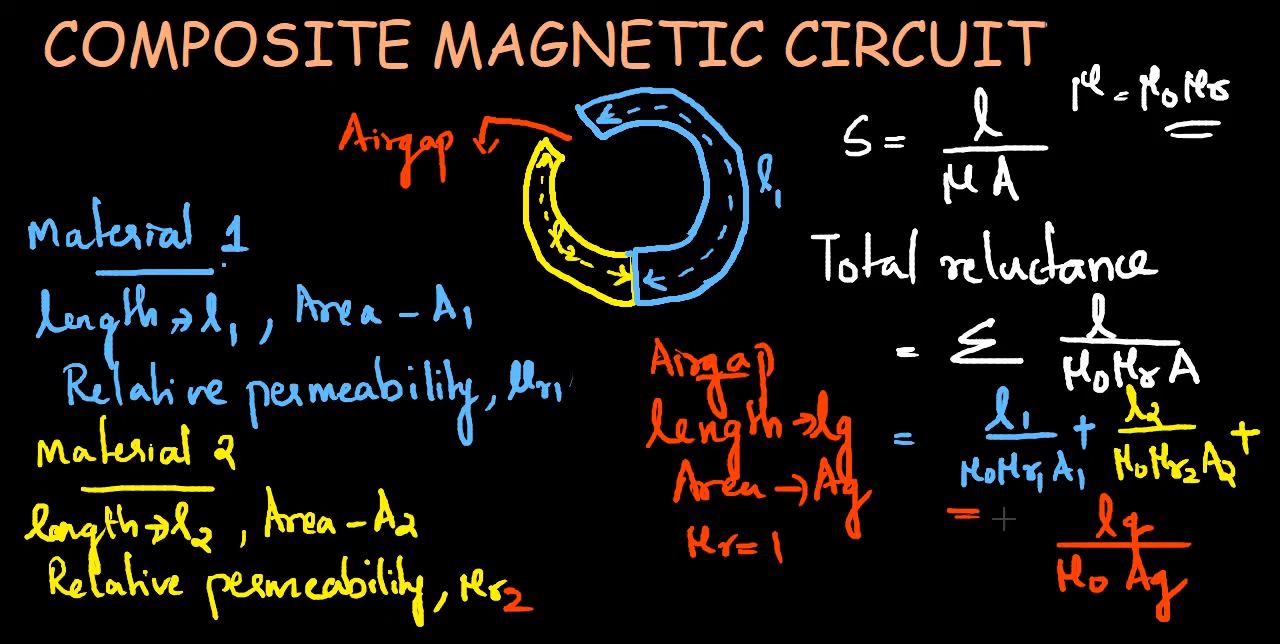 COMPOSITE MAGNETIC CIRCUIT
Airgap
l₁
l₂
Material 1
length → l₁, Area – A₁
Relative permeability, μr₁
Material 2
length → l₂, Area – A₂
Relative permeability, μr₂
Airgap
length → lg
Area → Ag
μr = 1
μ = μ₀μr
S = l / μA
Total reluctance
= Σ l / μ₀μrA
= l₁ / μ₀μr₁A₁ + l₂ / μ₀μr₂A₂ +
= lg / μ₀Ag